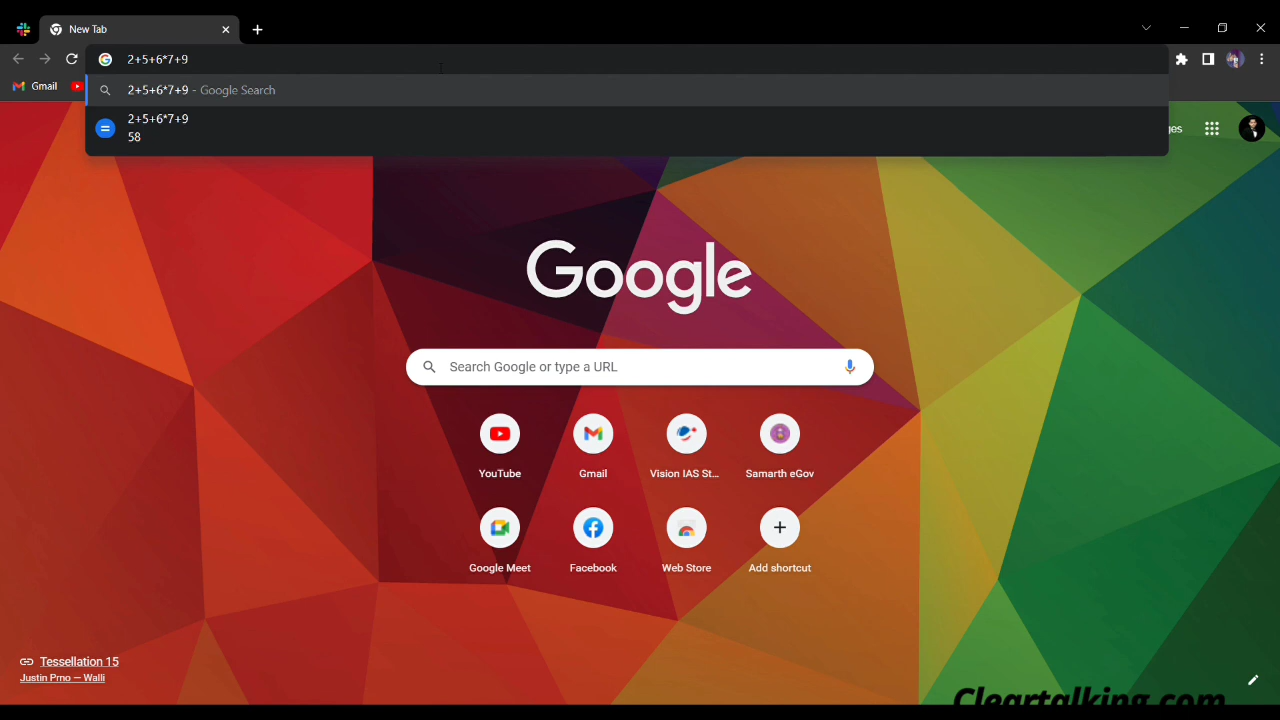 New Tab
2+5+6*7+9
Gmail
2+5+6*7+9 - Google Search
2+5+6*7+9
58
Google
Search Google or type a URL
YouTube
Gmail
Vision IAS St...
Samarth eGov
Google Meet
Facebook
Web Store
Add shortcut
Tessellation 15
Justin Prno — Walli
Cleartalking.com